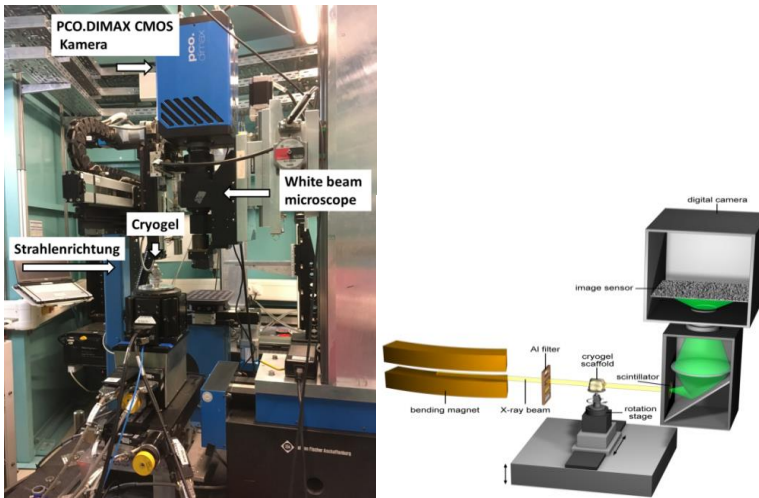 PCO.DIMAX CMOS
Kamera
pco.
dimax
White beam
microscope
Cryogel
Strahlenrichtung
digital camera
image sensor
Al filter
cryogel
scaffold
scintillator
bending magnet
X-ray beam
rotation
stage